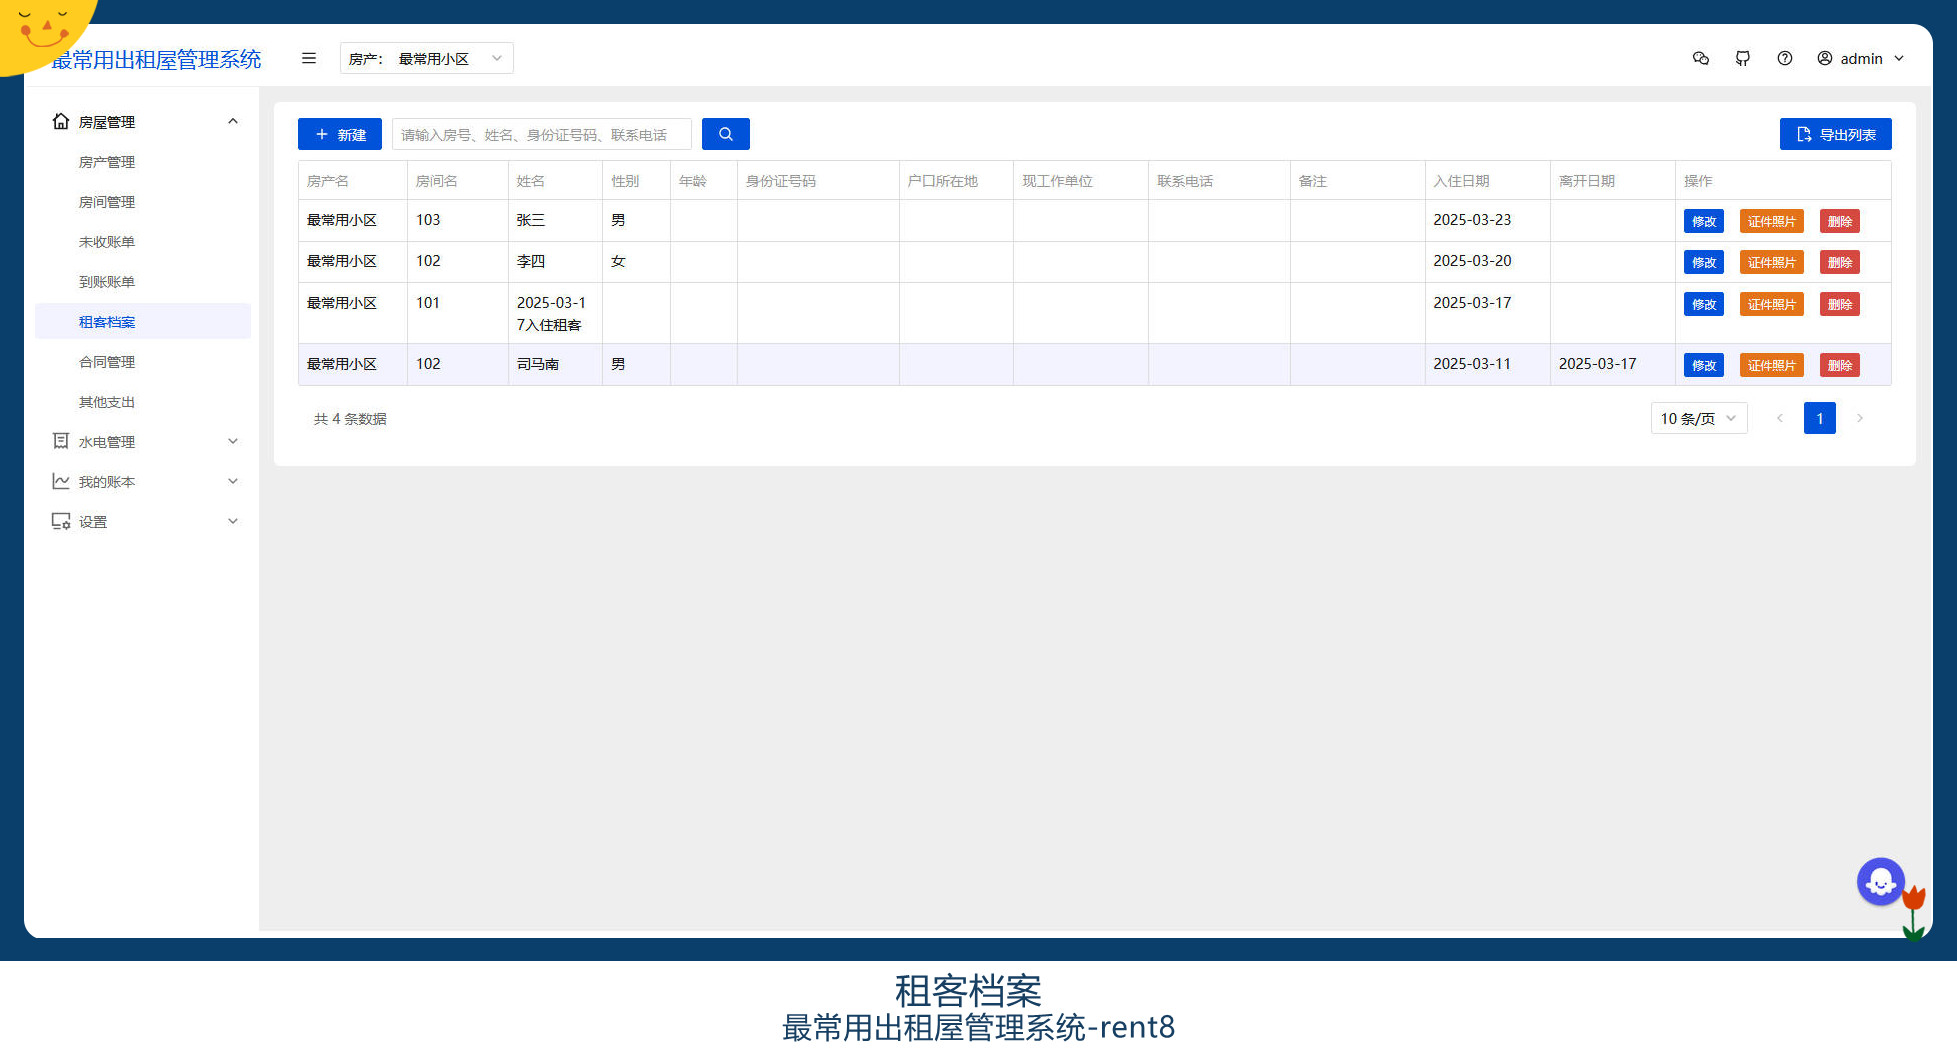 最常用出租屋管理系统
房产： 最常用小区
admin
房屋管理
房产管理
房间管理
未收账单
到账账单
租客档案
合同管理
其他支出
水电管理
我的账本
设置
新建 请输入房号、姓名、身份证号码、联系电话 导出列表
房产名 房间名 姓名 性别 年龄 身份证号码 户口所在地 现工作单位 联系电话 备注 入住日期 离开日期 操作
最常用小区 103 张三 男 2025-03-23 修改 证件照片 删除
最常用小区 102 李四 女 2025-03-20 修改 证件照片 删除
最常用小区 101 2025-03-1 2025-03-17 修改 证件照片 删除
7入住租客
最常用小区 102 司马南 男 2025-03-11 2025-03-17 修改 证件照片 删除
共 4 条数据 10 条/页 1
租客档案
最常用出租屋管理系统-rent8